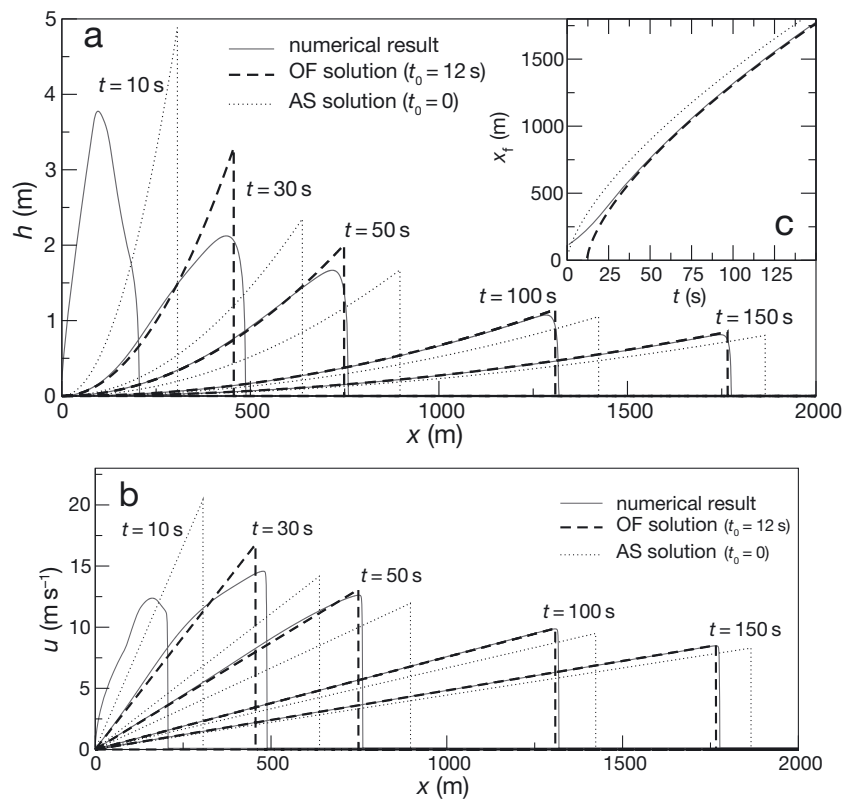 a
numerical result
OF solution (t₀ = 12 s)
AS solution (t₀ = 0)
t = 10 s
t = 30 s
t = 50 s
t = 100 s
t = 150 s
5
4
3
2
1
0
h (m)
0 500 1000 1500 2000
x (m)
c
1500
1000
500
0
x_f (m)
0 25 50 75 100 125
t (s)
b
numerical result
OF solution (t₀ = 12 s)
AS solution (t₀ = 0)
t = 10 s
t = 30 s
t = 50 s
t = 100 s
t = 150 s
20
15
10
5
0
u (m s⁻¹)
0 500 1000 1500 2000
x (m)